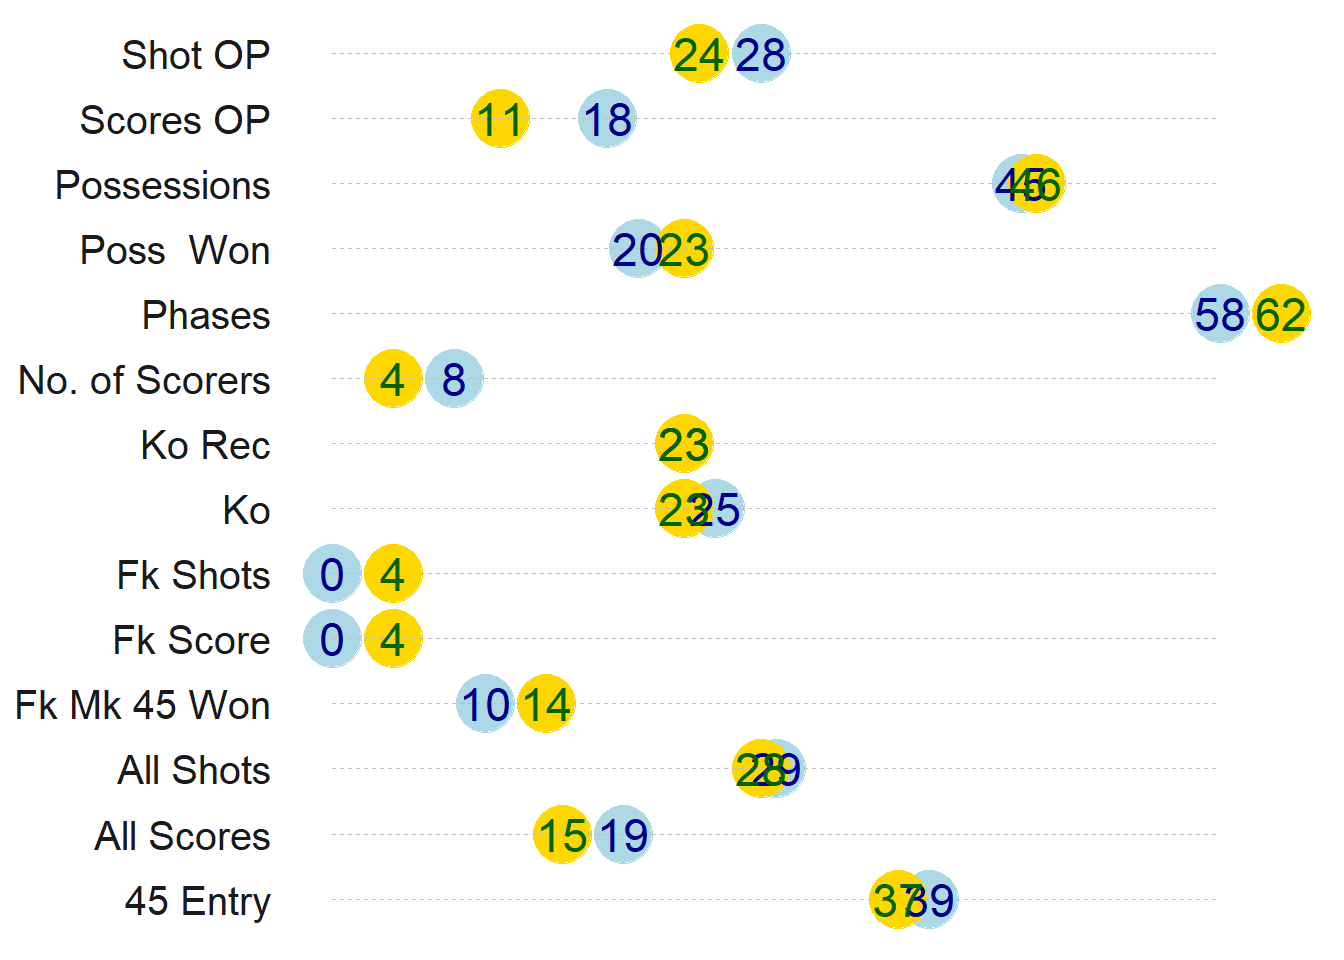 Shot OP 24 28
Scores OP 11 18
Possessions 45 46
Poss  Won 20 23
Phases 58 62
No. of Scorers 4 8
Ko Rec 23
Ko 23 25
Fk Shots 0 4
Fk Score 0 4
Fk Mk 45 Won 10 14
All Shots 28 29
All Scores 15 19
45 Entry 37 39